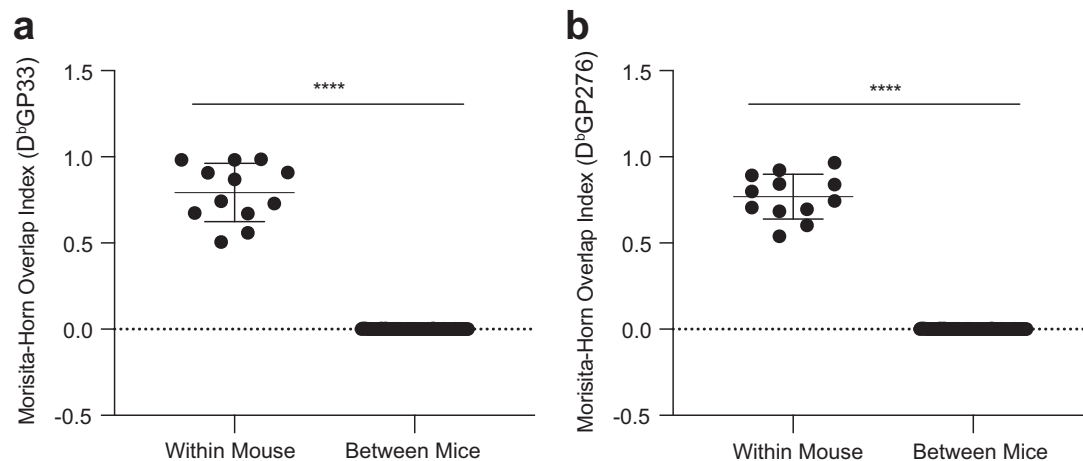 a
Morisita-Horn Overlap Index (DᵇGP33)
1.5
1.0
0.5
0.0
-0.5
****
Within Mouse
Between Mice
b
Morisita-Horn Overlap Index (DᵇGP276)
1.5
1.0
0.5
0.0
-0.5
****
Within Mouse
Between Mice